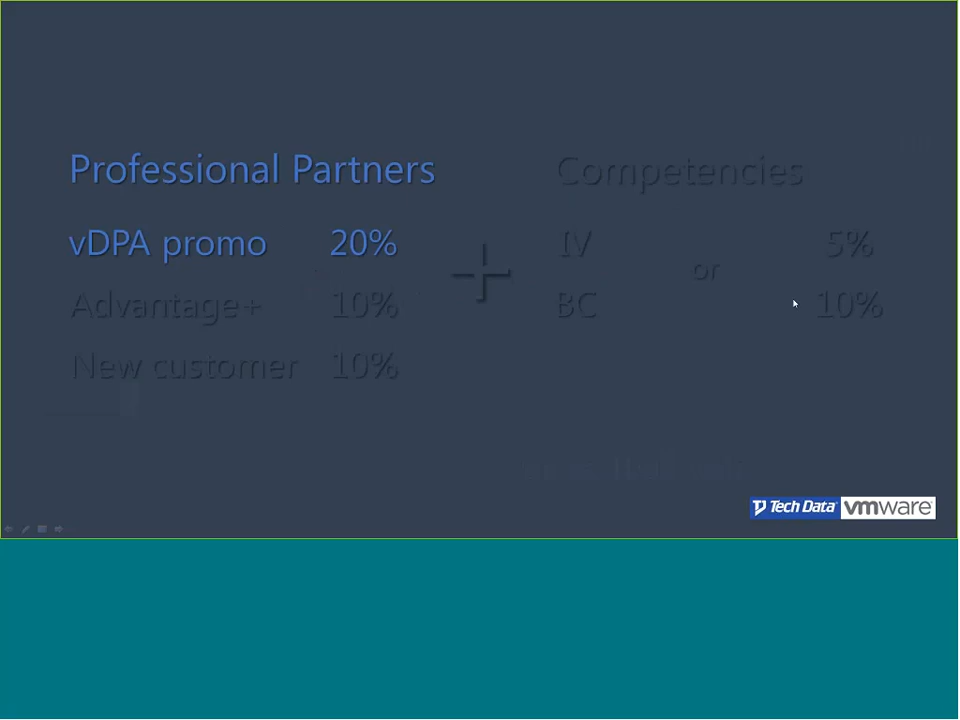 Professional Partners
vDPA promo 20%
Advantage+ 10%
New customer 10%
+
Competencies
IV 5%
or
BC 10%
Tech Data vmware